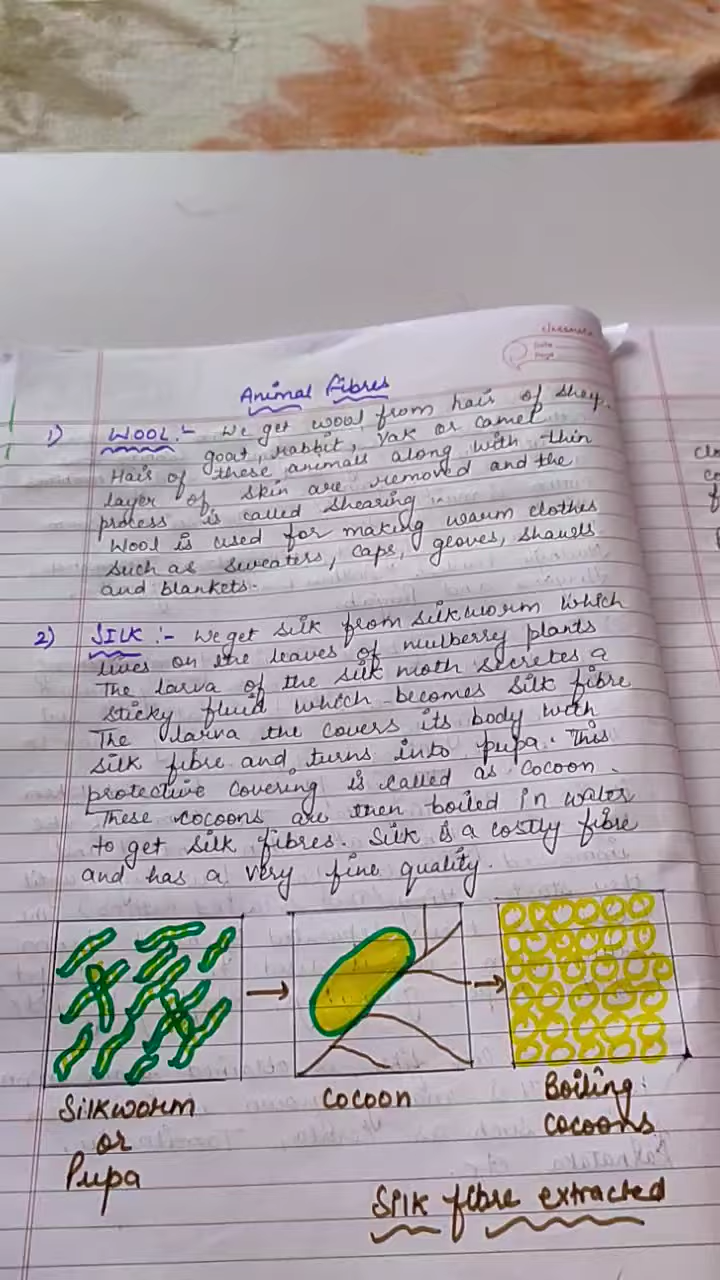 classmate
Date
Page
Animal Fibres
1) WOOL :- We get wool from hair of shep,
goat, rabbit, yak or camel
Hair of these animals along with thin
layer of skin are removed and the
process is called shearing
Wool is used for making warm clothes
such as sweaters, caps, gloves, shawls
and blankets.
2) SILK :- We get silk from silkworm which
lives on the leaves of mulberry plants
The larva of the silk moth secretes a
sticky fluid which becomes silk fibre
The larva the covers its body with
silk fibre and turns into pupa. This
protective covering is called as cocoon.
These cocoons are then boiled in water
to get silk fibres. Silk is a costly fibre
and has a very fine quality.
Silkworm
or
Pupa
Cocoon
Boiling
cocoons
Silk fibre extracted